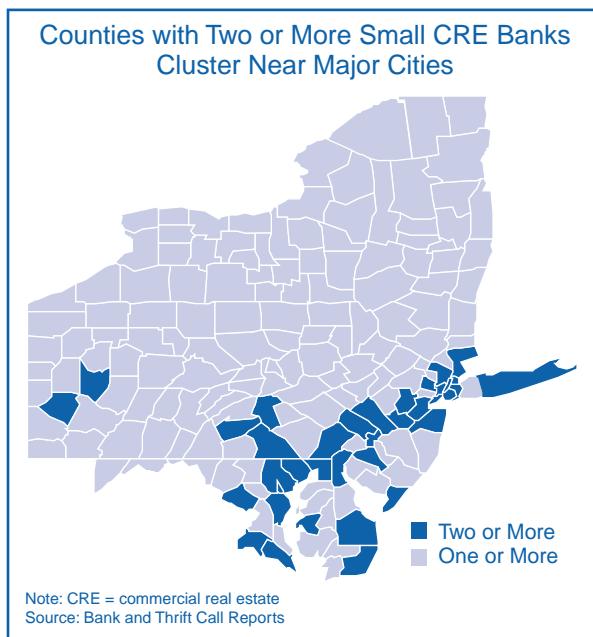 Counties with Two or More Small CRE Banks
Cluster Near Major Cities
Two or More
One or More
Note: CRE = commercial real estate
Source: Bank and Thrift Call Reports